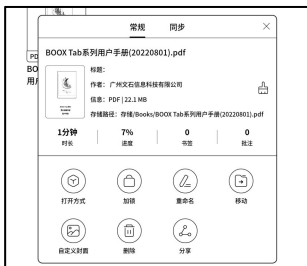 常规 同步
BOOX Tab系列用户手册(20220801).pdf
标题:
作者: 广州文石信息科技有限公司
信息: PDF | 22.1 MB
存储路径: 存储/Books/BOOX Tab系列用户手册(20220801).pdf
1分钟 7% 0 0
时长 进度 书签 批注
打开方式 加锁 重命名 移动
自定义封面 删除 分享
PD
BO
用户